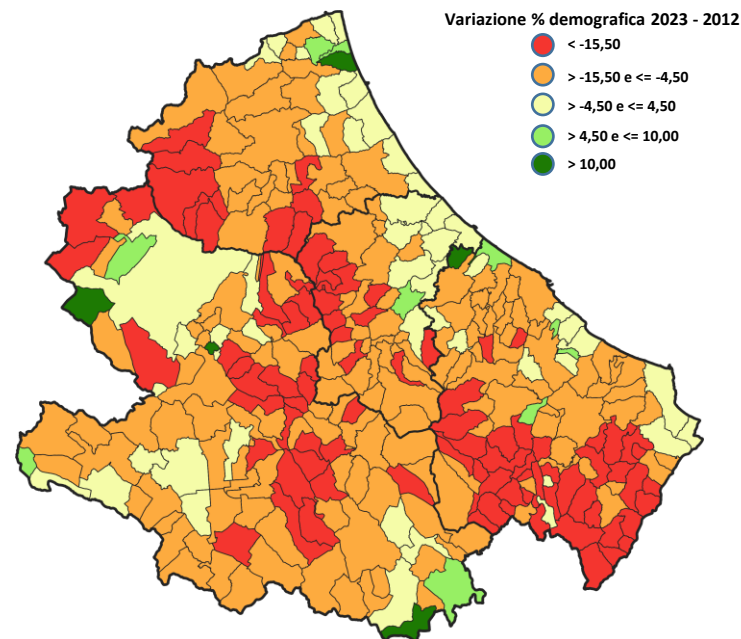 Variazione % demografica 2023 - 2012
< -15,50
> -15,50 e <= -4,50
> -4,50 e <= 4,50
> 4,50 e <= 10,00
> 10,00